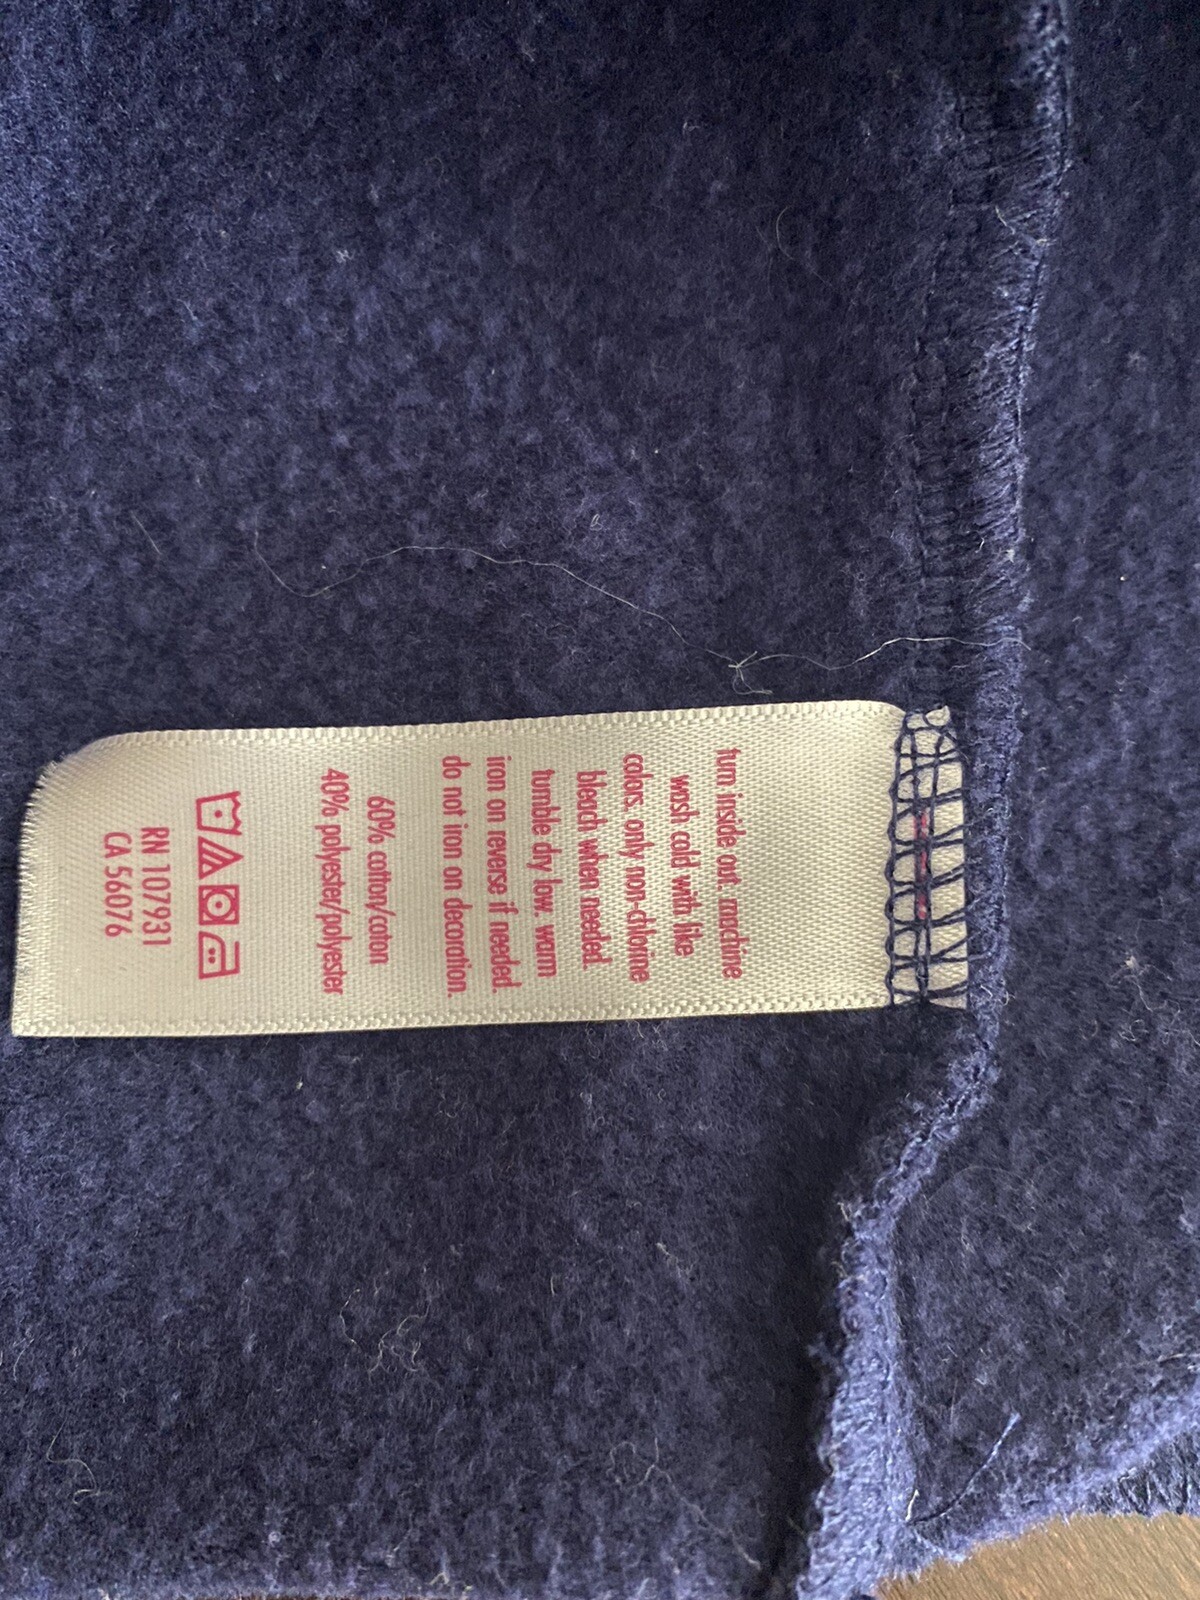 turn inside out. machine
wash cold with like
colors. only non-chlorine
bleach when needed.
tumble dry low. warm
iron on reverse if needed.
do not iron on decoration.
60% cotton/coton
40% polyester/polyester
RN 107931
CA 56076